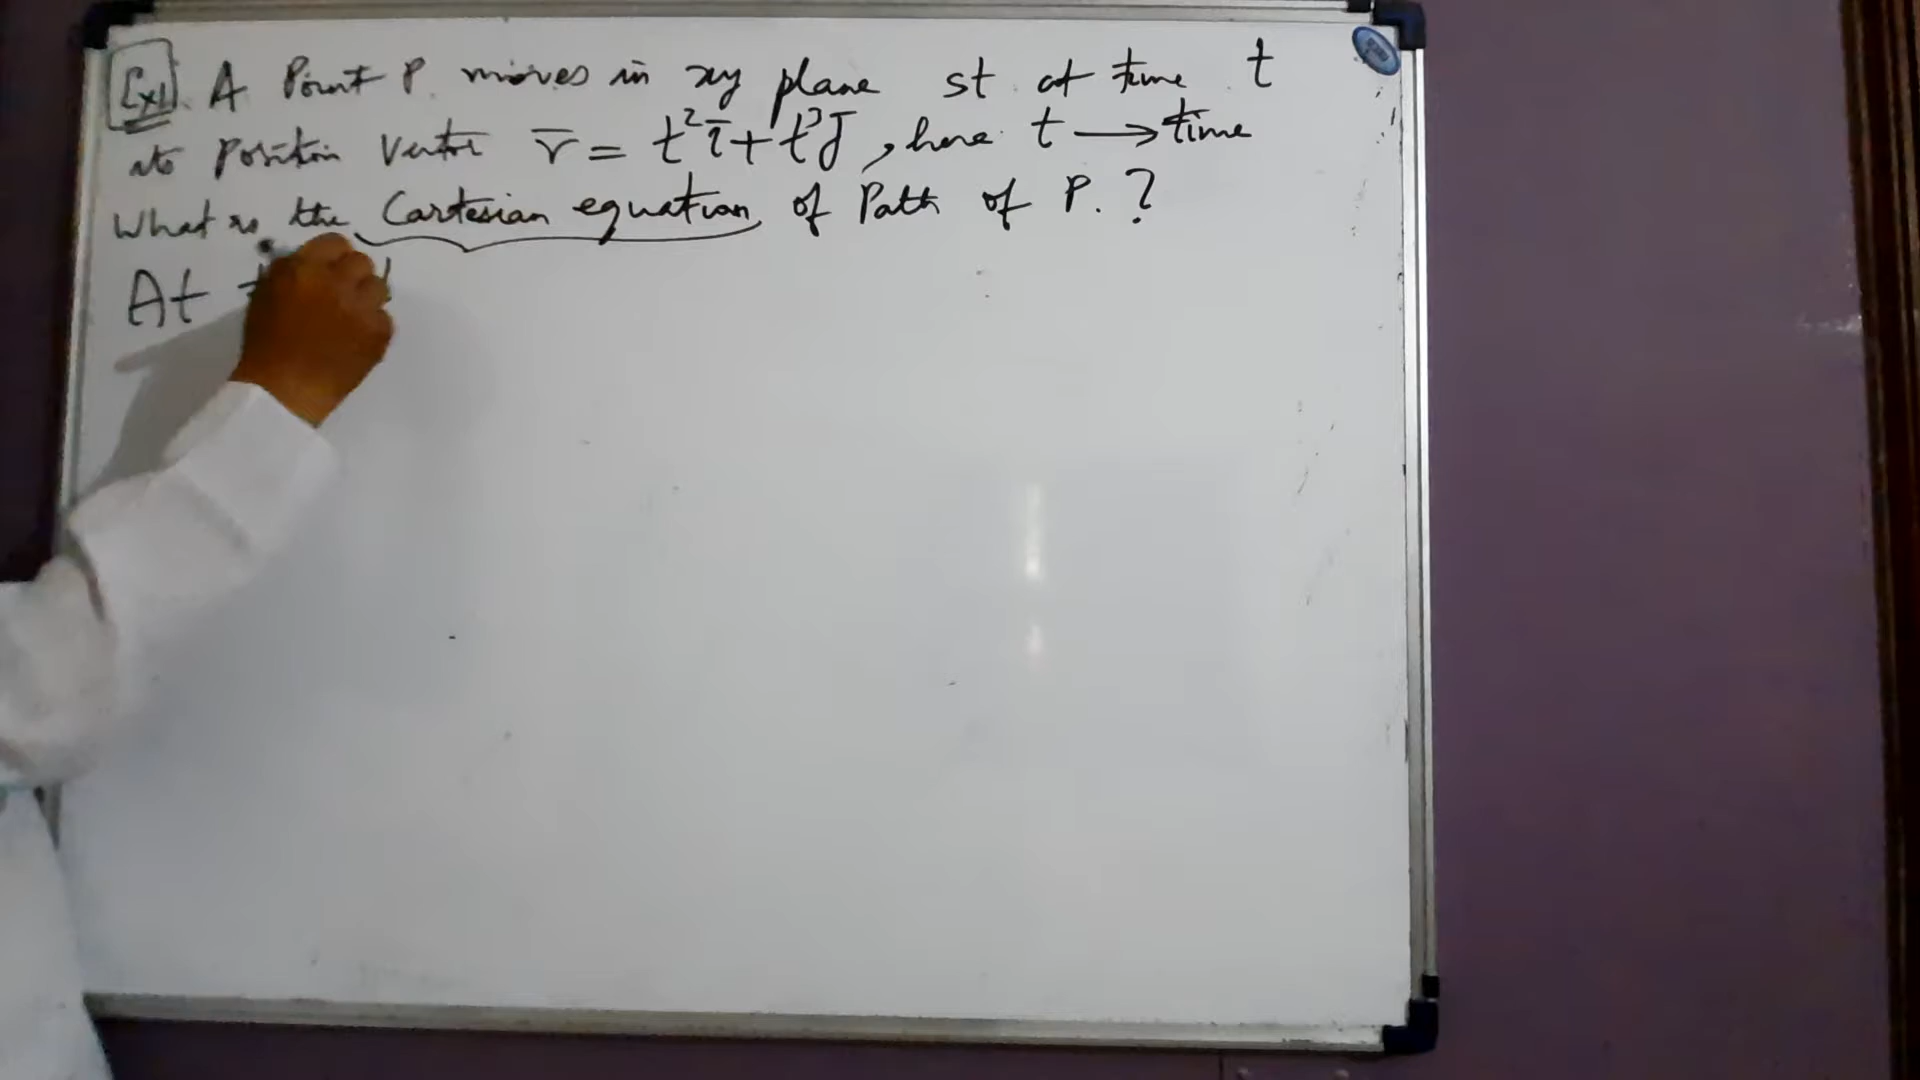 Ex1. A Point P moves in xy plane st at time t
its Position Vector r̅ = t²i̅ + t³j̅, here t → time
What is the Cartesian equation of Path of P. ?
At